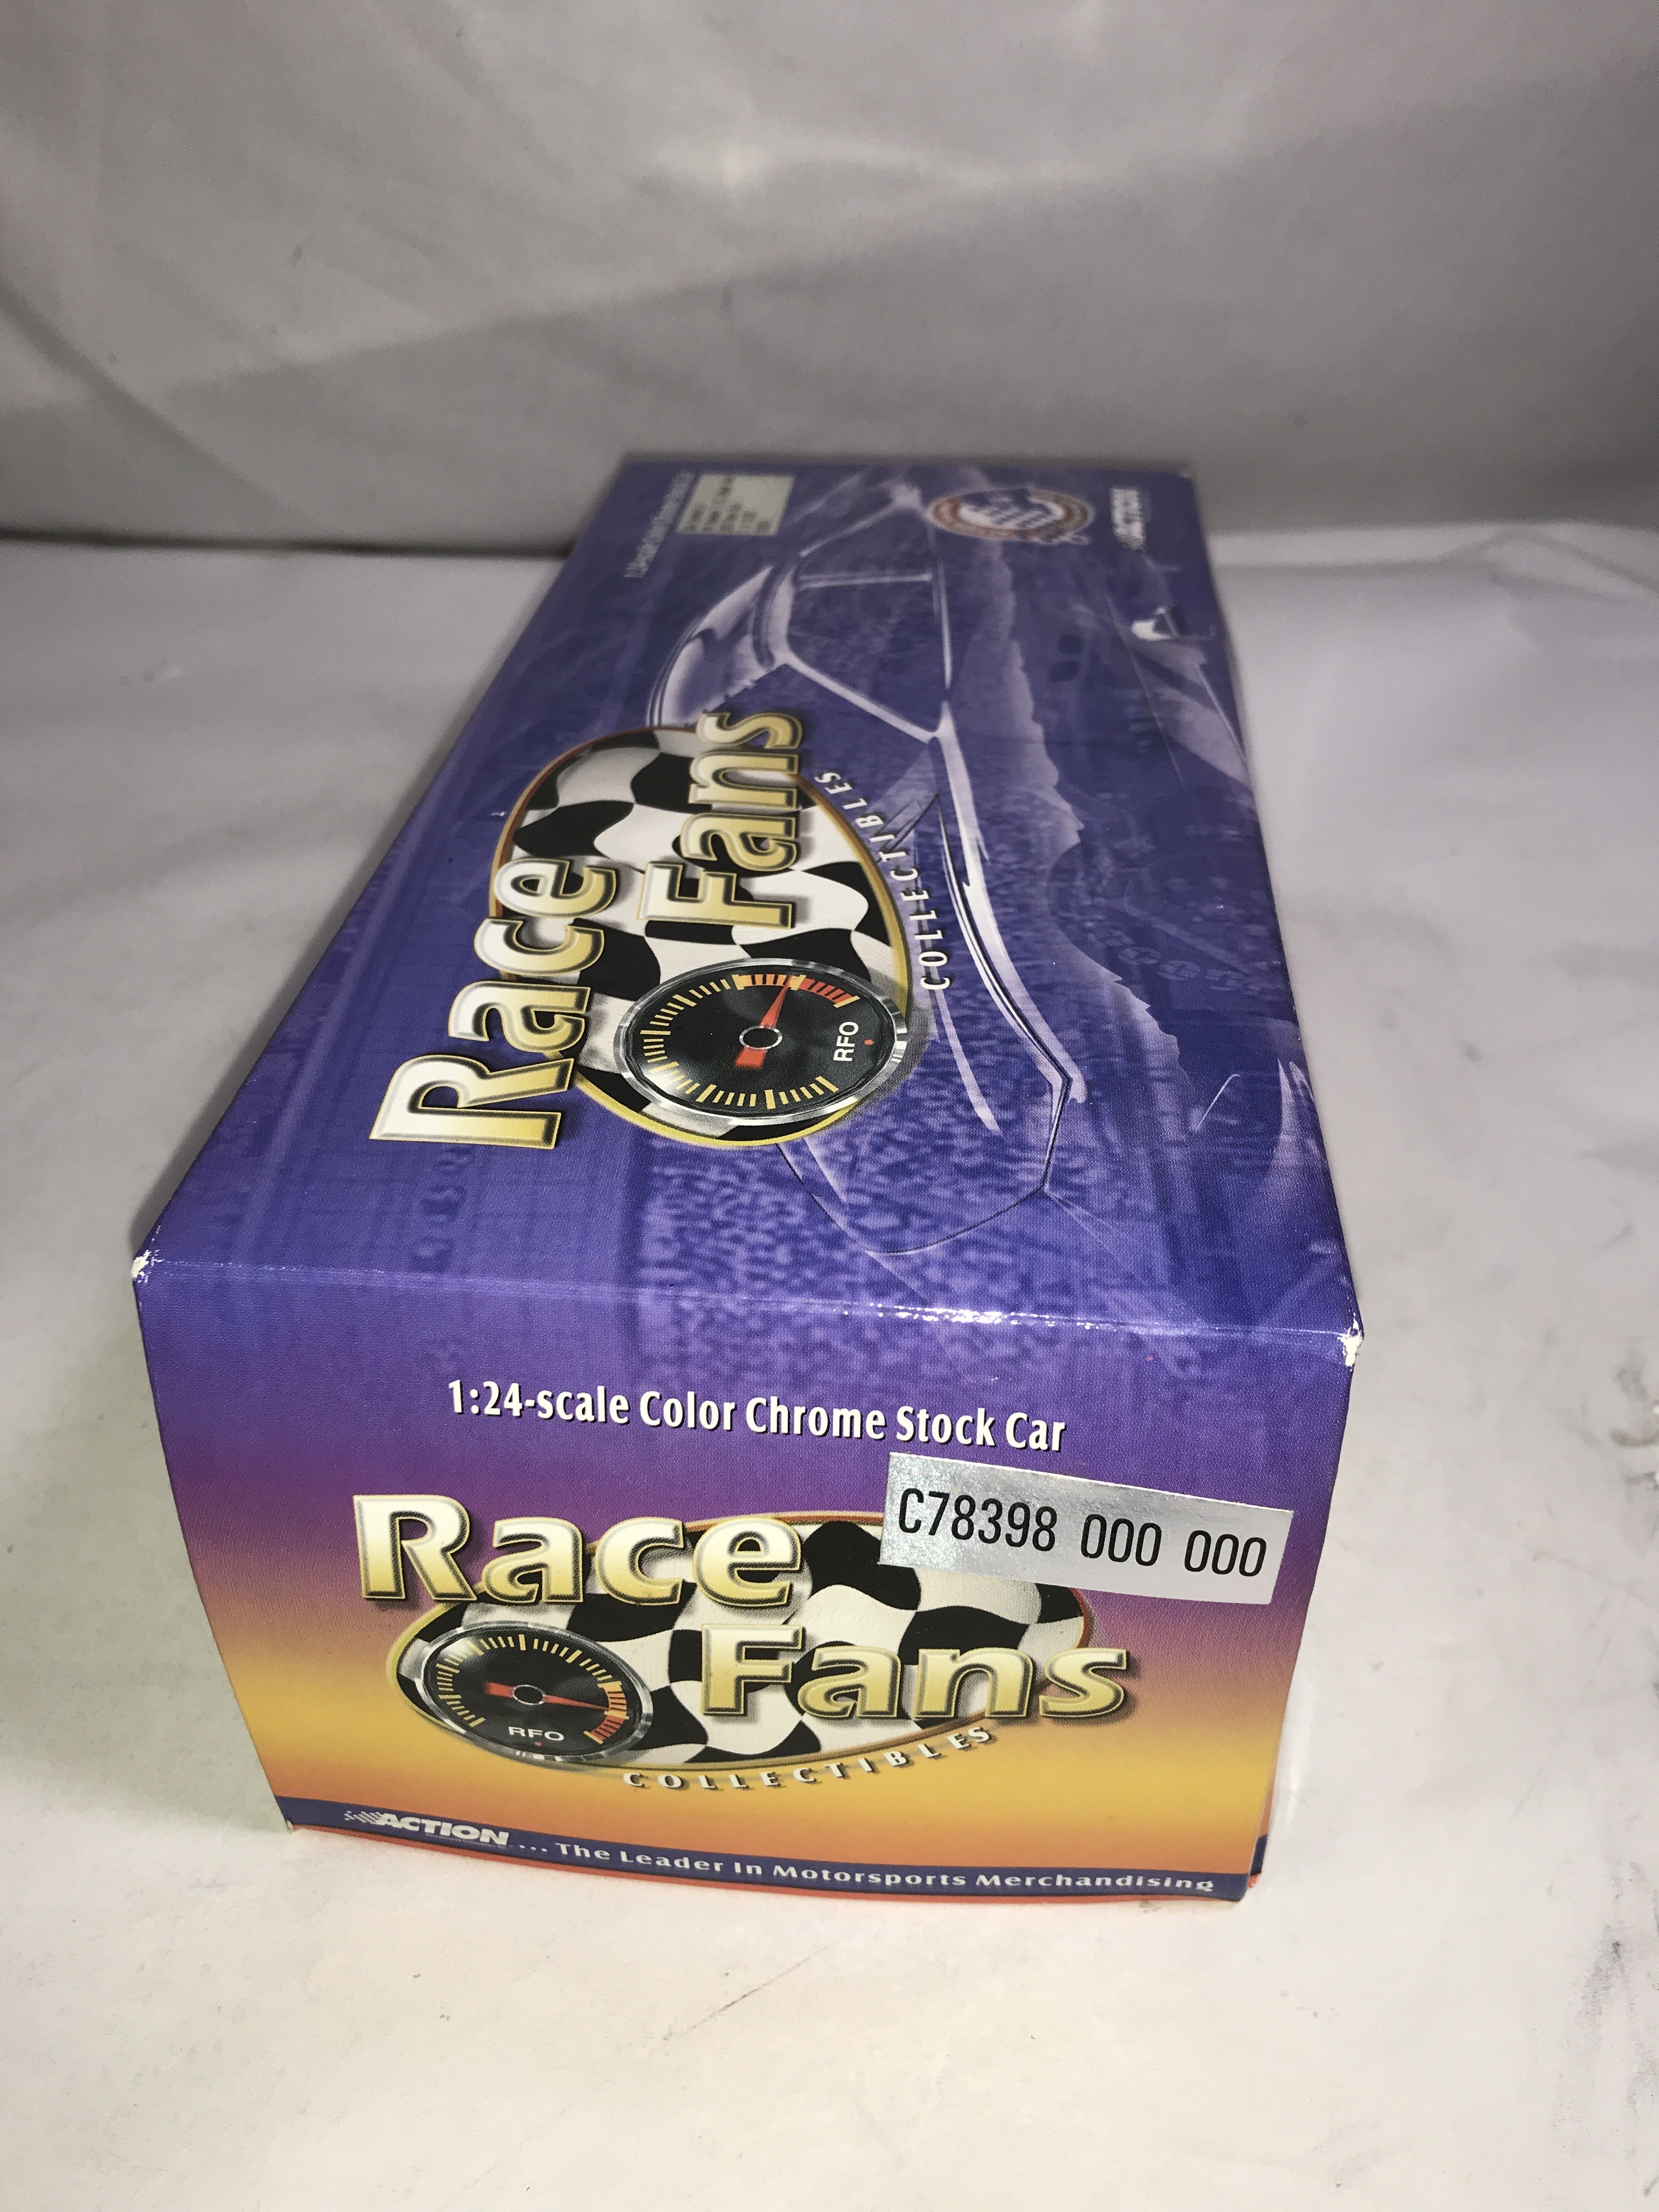 ACTION
Race
Fans
COLLECTIBLES
RFO
1:24-scale Color Chrome Stock Car
C78398 000 000
Race
Fans
RFO
COLLECTIBLES
ACTION ... The Leader In Motorsports Merchandising